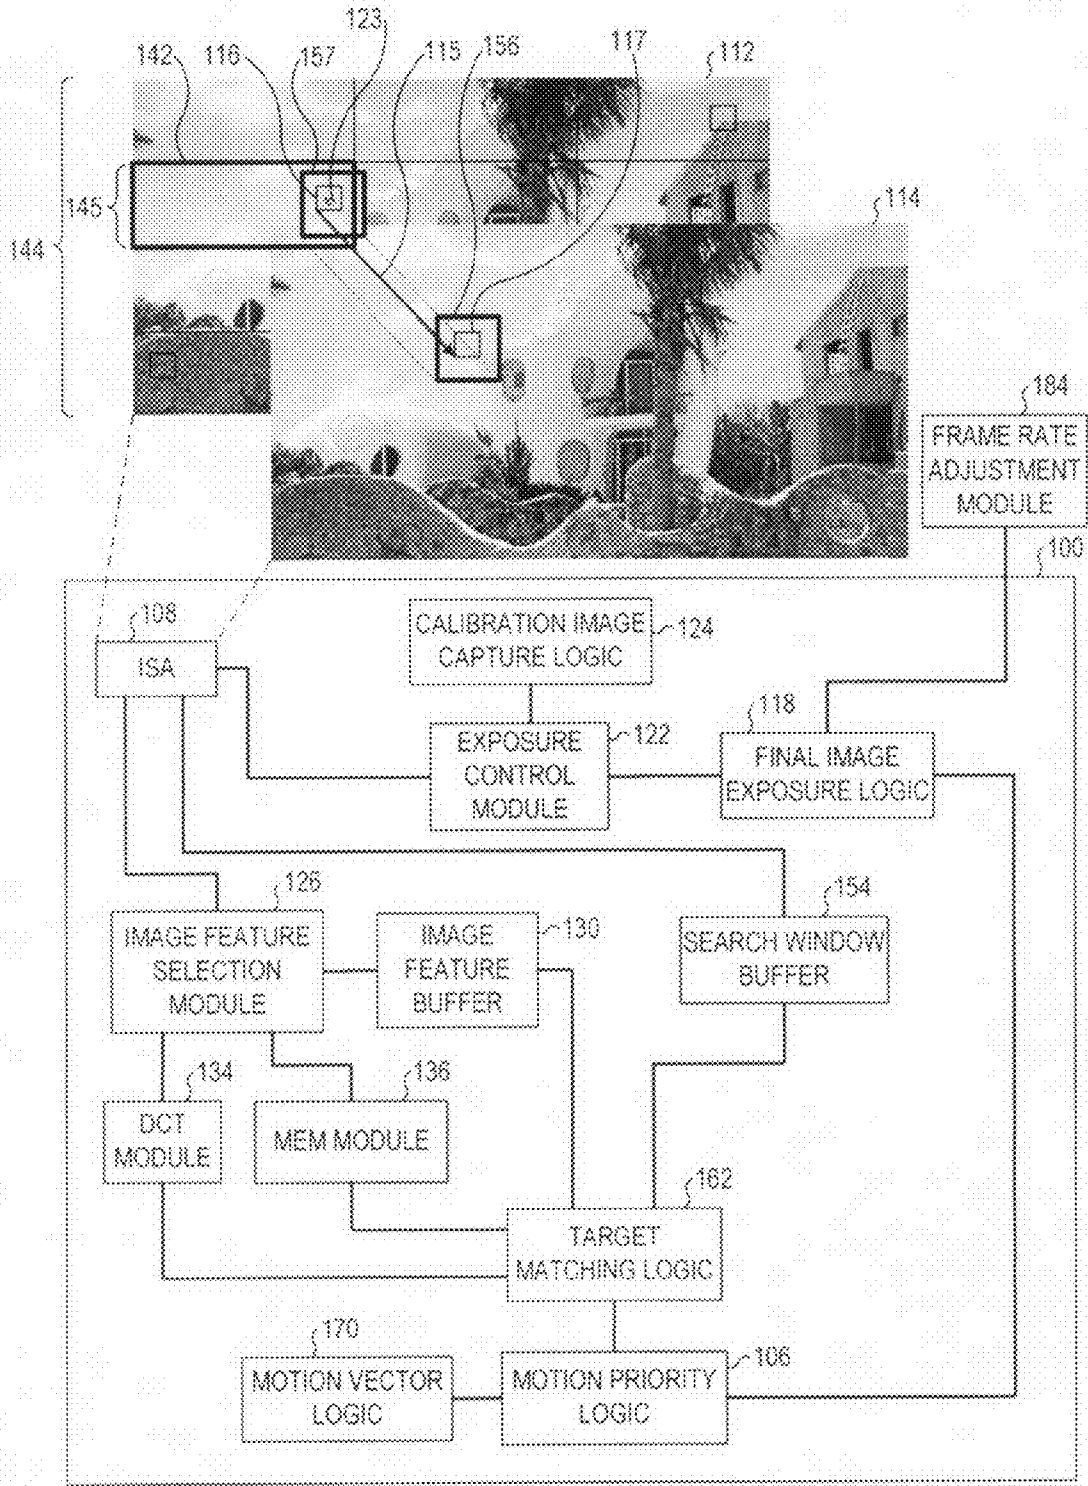 123
142 116 157 115 156 117 112
145
144
114
184
FRAME RATE
ADJUSTMENT
MODULE
100
108
ISA
CALIBRATION IMAGE
CAPTURE LOGIC
124
EXPOSURE
CONTROL
MODULE
122
118
FINAL IMAGE
EXPOSURE LOGIC
126
IMAGE FEATURE
SELECTION
MODULE
IMAGE
FEATURE
BUFFER
130
154
SEARCH WINDOW
BUFFER
134
DCT
MODULE
136
MEM MODULE
162
TARGET
MATCHING LOGIC
170
MOTION VECTOR
LOGIC
106
MOTION PRIORITY
LOGIC